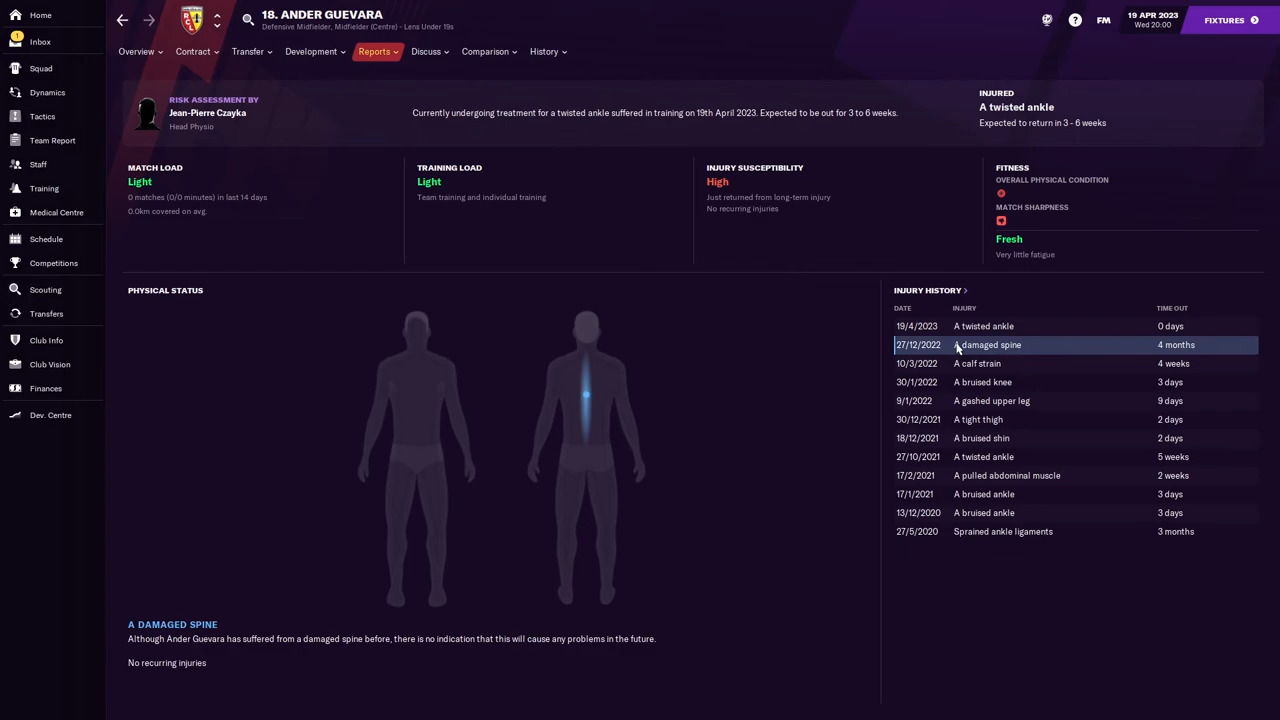 18. ANDER GUEVARA
Defensive Midfielder, Midfielder (Centre) - Lens Under 19s
FM
19 APR 2023
Wed 20:00
FIXTURES
Home
1
Inbox
Squad
Dynamics
Tactics
Team Report
Staff
Training
Medical Centre
Schedule
Competitions
Scouting
Transfers
Club Info
Club Vision
Finances
Dev. Centre
Overview Contract Transfer Development Reports Discuss Comparison History
RISK ASSESSMENT BY
Jean-Pierre Czayka
Head Physio
Currently undergoing treatment for a twisted ankle suffered in training on 19th April 2023. Expected to be out for 3 to 6 weeks.
INJURED
A twisted ankle
Expected to return in 3 - 6 weeks
MATCH LOAD
Light
0 matches (0/0 minutes) in last 14 days
0.0km covered on avg.
TRAINING LOAD
Light
Team training and individual training
INJURY SUSCEPTIBILITY
High
Just returned from long-term injury
No recurring injuries
FITNESS
OVERALL PHYSICAL CONDITION
MATCH SHARPNESS
Fresh
Very little fatigue
PHYSICAL STATUS
A DAMAGED SPINE
Although Ander Guevara has suffered from a damaged spine before, there is no indication that this will cause any problems in the future.
No recurring injuries
INJURY HISTORY >
DATE INJURY TIME OUT
19/4/2023 A twisted ankle 0 days
27/12/2022 A damaged spine 4 months
10/3/2022 A calf strain 4 weeks
30/1/2022 A bruised knee 3 days
9/1/2022 A gashed upper leg 9 days
30/12/2021 A tight thigh 2 days
18/12/2021 A bruised shin 2 days
27/10/2021 A twisted ankle 5 weeks
17/2/2021 A pulled abdominal muscle 2 weeks
17/1/2021 A bruised ankle 3 days
13/12/2020 A bruised ankle 3 days
27/5/2020 Sprained ankle ligaments 3 months